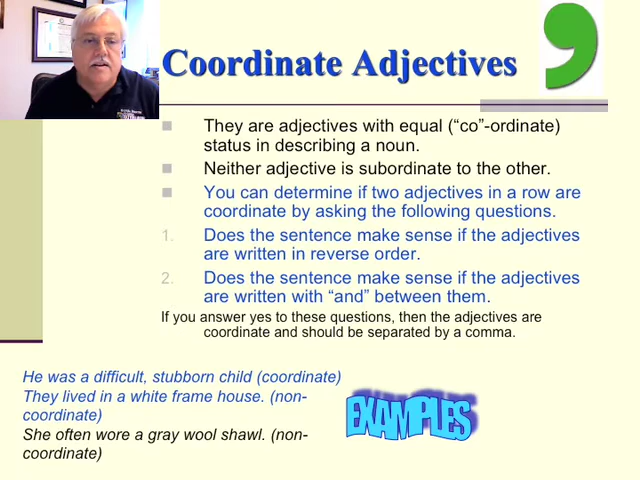 Coordinate Adjectives
They are adjectives with equal (“co”-ordinate)
status in describing a noun.
Neither adjective is subordinate to the other.
You can determine if two adjectives in a row are
coordinate by asking the following questions.
1. Does the sentence make sense if the adjectives
are written in reverse order.
2. Does the sentence make sense if the adjectives
are written with “and” between them.
If you answer yes to these questions, then the adjectives are
coordinate and should be separated by a comma.
He was a difficult, stubborn child (coordinate)
They lived in a white frame house. (non-
coordinate)
She often wore a gray wool shawl. (non-
coordinate)
EXAMPLES